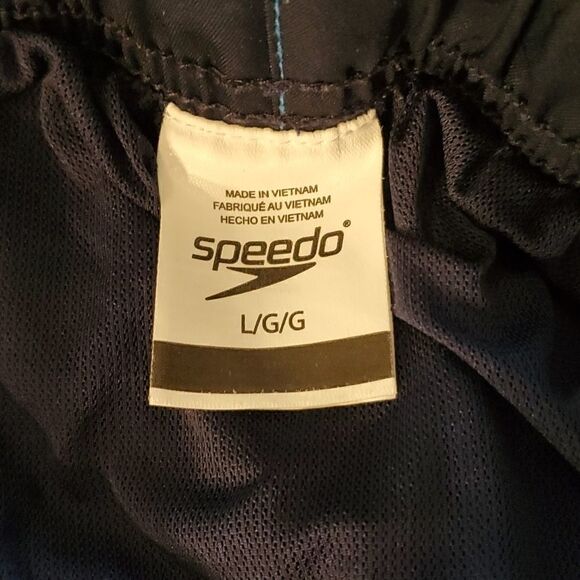 MADE IN VIETNAM
FABRIQUÉ AU VIETNAM
HECHO EN VIETNAM
speedo®
L/G/G